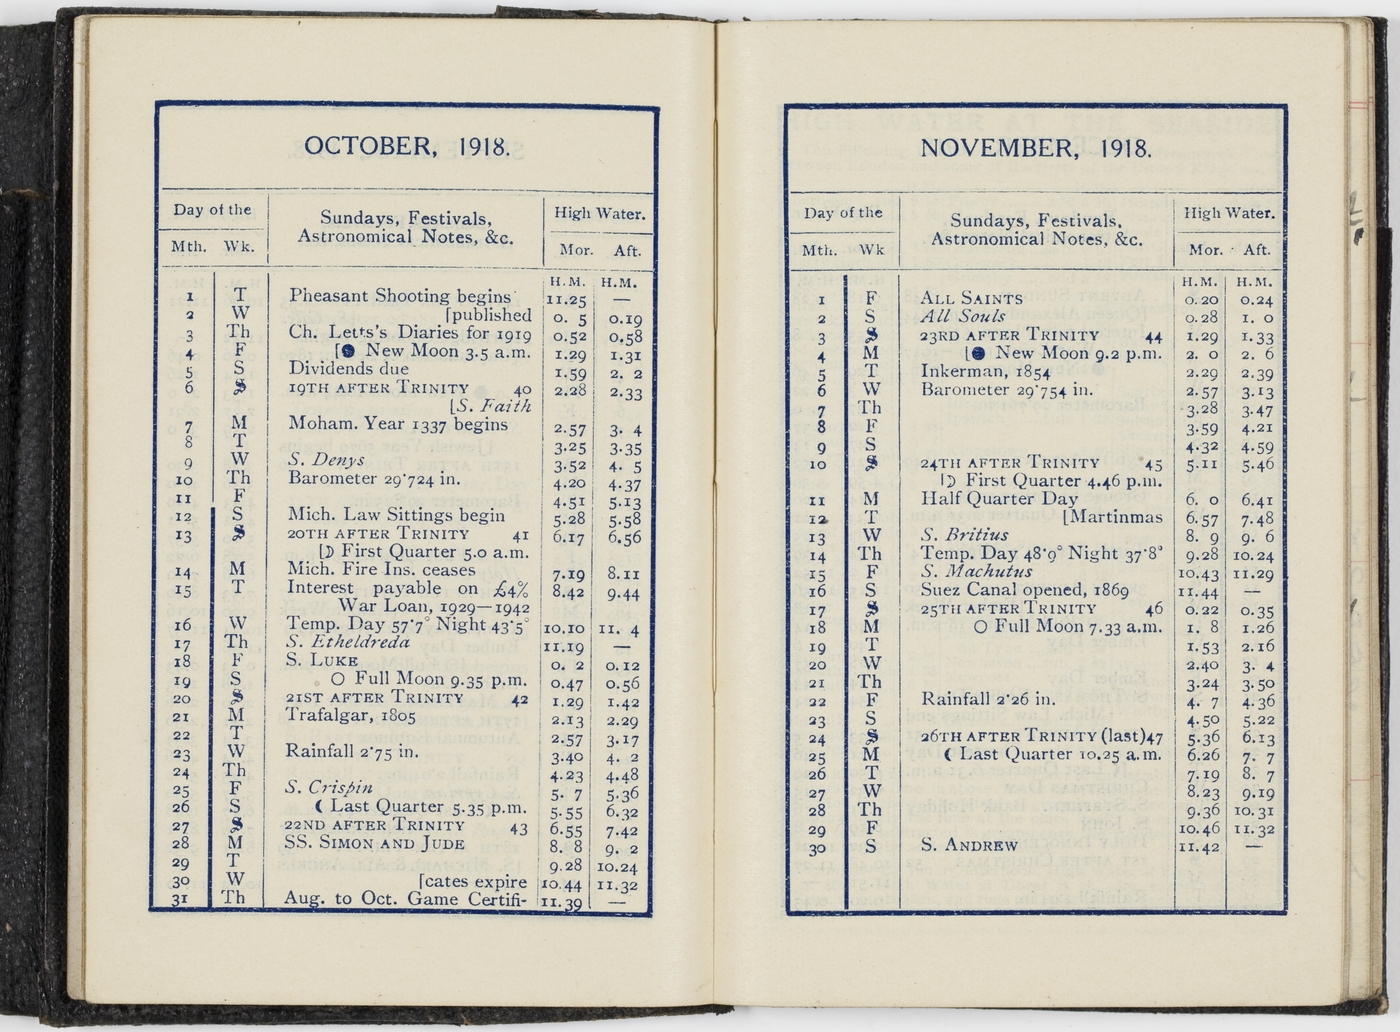 OCTOBER, 1918.
Day of the
Sundays, Festivals,
Astronomical Notes, &c.
High Water.
Mth. Wk.
Mor. Aft.
H.M. H.M.
1 T Pheasant Shooting begins 11.25 —
2 W [published 0. 5 0.19
3 Th Ch. Letts's Diaries for 1919 0.52 0.58
4 F [● New Moon 3.5 a.m. 1.29 1.31
5 S Dividends due 1.59 2. 2
6 S 19TH AFTER TRINITY 40 2.28 2.33
[S. Faith
7 M Moham. Year 1337 begins 2.57 3. 4
8 T 3.25 3.35
9 W S. Denys 3.52 4. 5
10 Th Barometer 29·724 in. 4.20 4.37
11 F 4.51 5.13
12 S Mich. Law Sittings begin 5.28 5.58
13 S 20TH AFTER TRINITY 41 6.17 6.56
[☽ First Quarter 5.0 a.m.
14 M Mich. Fire Ins. ceases 7.19 8.11
15 T Interest payable on £4% 8.42 9.44
War Loan, 1929—1942
16 W Temp. Day 57·7° Night 43·5° 10.10 11. 4
17 Th S. Etheldreda 11.19 —
18 F S. LUKE 0. 2 0.12
19 S ○ Full Moon 9.35 p.m. 0.47 0.56
20 S 21ST AFTER TRINITY 42 1.29 1.42
21 M Trafalgar, 1805 2.13 2.29
22 T 2.57 3.17
23 W Rainfall 2·75 in. 3.40 4. 2
24 Th 4.23 4.48
25 F S. Crispin 5. 7 5.36
26 S ☾ Last Quarter 5.35 p.m. 5.55 6.32
27 S 22ND AFTER TRINITY 43 6.55 7.42
28 M SS. SIMON AND JUDE 8. 8 9. 2
29 T 9.28 10.24
30 W [cates expire 10.44 11.32
31 Th Aug. to Oct. Game Certifi- 11.39 —
NOVEMBER, 1918.
Day of the
Sundays, Festivals,
Astronomical Notes, &c.
High Water.
Mth. Wk
Mor. Aft.
H.M. H.M.
1 F ALL SAINTS 0.20 0.24
2 S All Souls 0.28 1. 0
3 S 23RD AFTER TRINITY 44 1.29 1.33
4 M [● New Moon 9.2 p.m. 2. 0 2. 6
5 T Inkerman, 1854 2.29 2.39
6 W Barometer 29·754 in. 2.57 3.13
7 Th 3.28 3.47
8 F 3.59 4.21
9 S 4.32 4.59
10 S 24TH AFTER TRINITY 45 5.11 5.46
[☽ First Quarter 4.46 p.m.
11 M Half Quarter Day 6. 0 6.41
12 T [Martinmas 6.57 7.48
13 W S. Britius 8. 9 9. 6
14 Th Temp. Day 48·9° Night 37·8° 9.28 10.24
15 F S. Machutus 10.43 11.29
16 S Suez Canal opened, 1869 11.44 —
17 S 25TH AFTER TRINITY 46 0.22 0.35
18 M ○ Full Moon 7.33 a.m. 1. 8 1.26
19 T 1.53 2.16
20 W 2.40 3. 4
21 Th 3.24 3.50
22 F Rainfall 2·26 in. 4. 7 4.36
23 S 4.50 5.22
24 S 26TH AFTER TRINITY (last) 47 5.36 6.13
25 M ☾ Last Quarter 10.25 a.m. 6.26 7. 7
26 T 7.19 8. 7
27 W 8.23 9.19
28 Th 9.36 10.31
29 F 10.46 11.32
30 S S. ANDREW 11.42 —